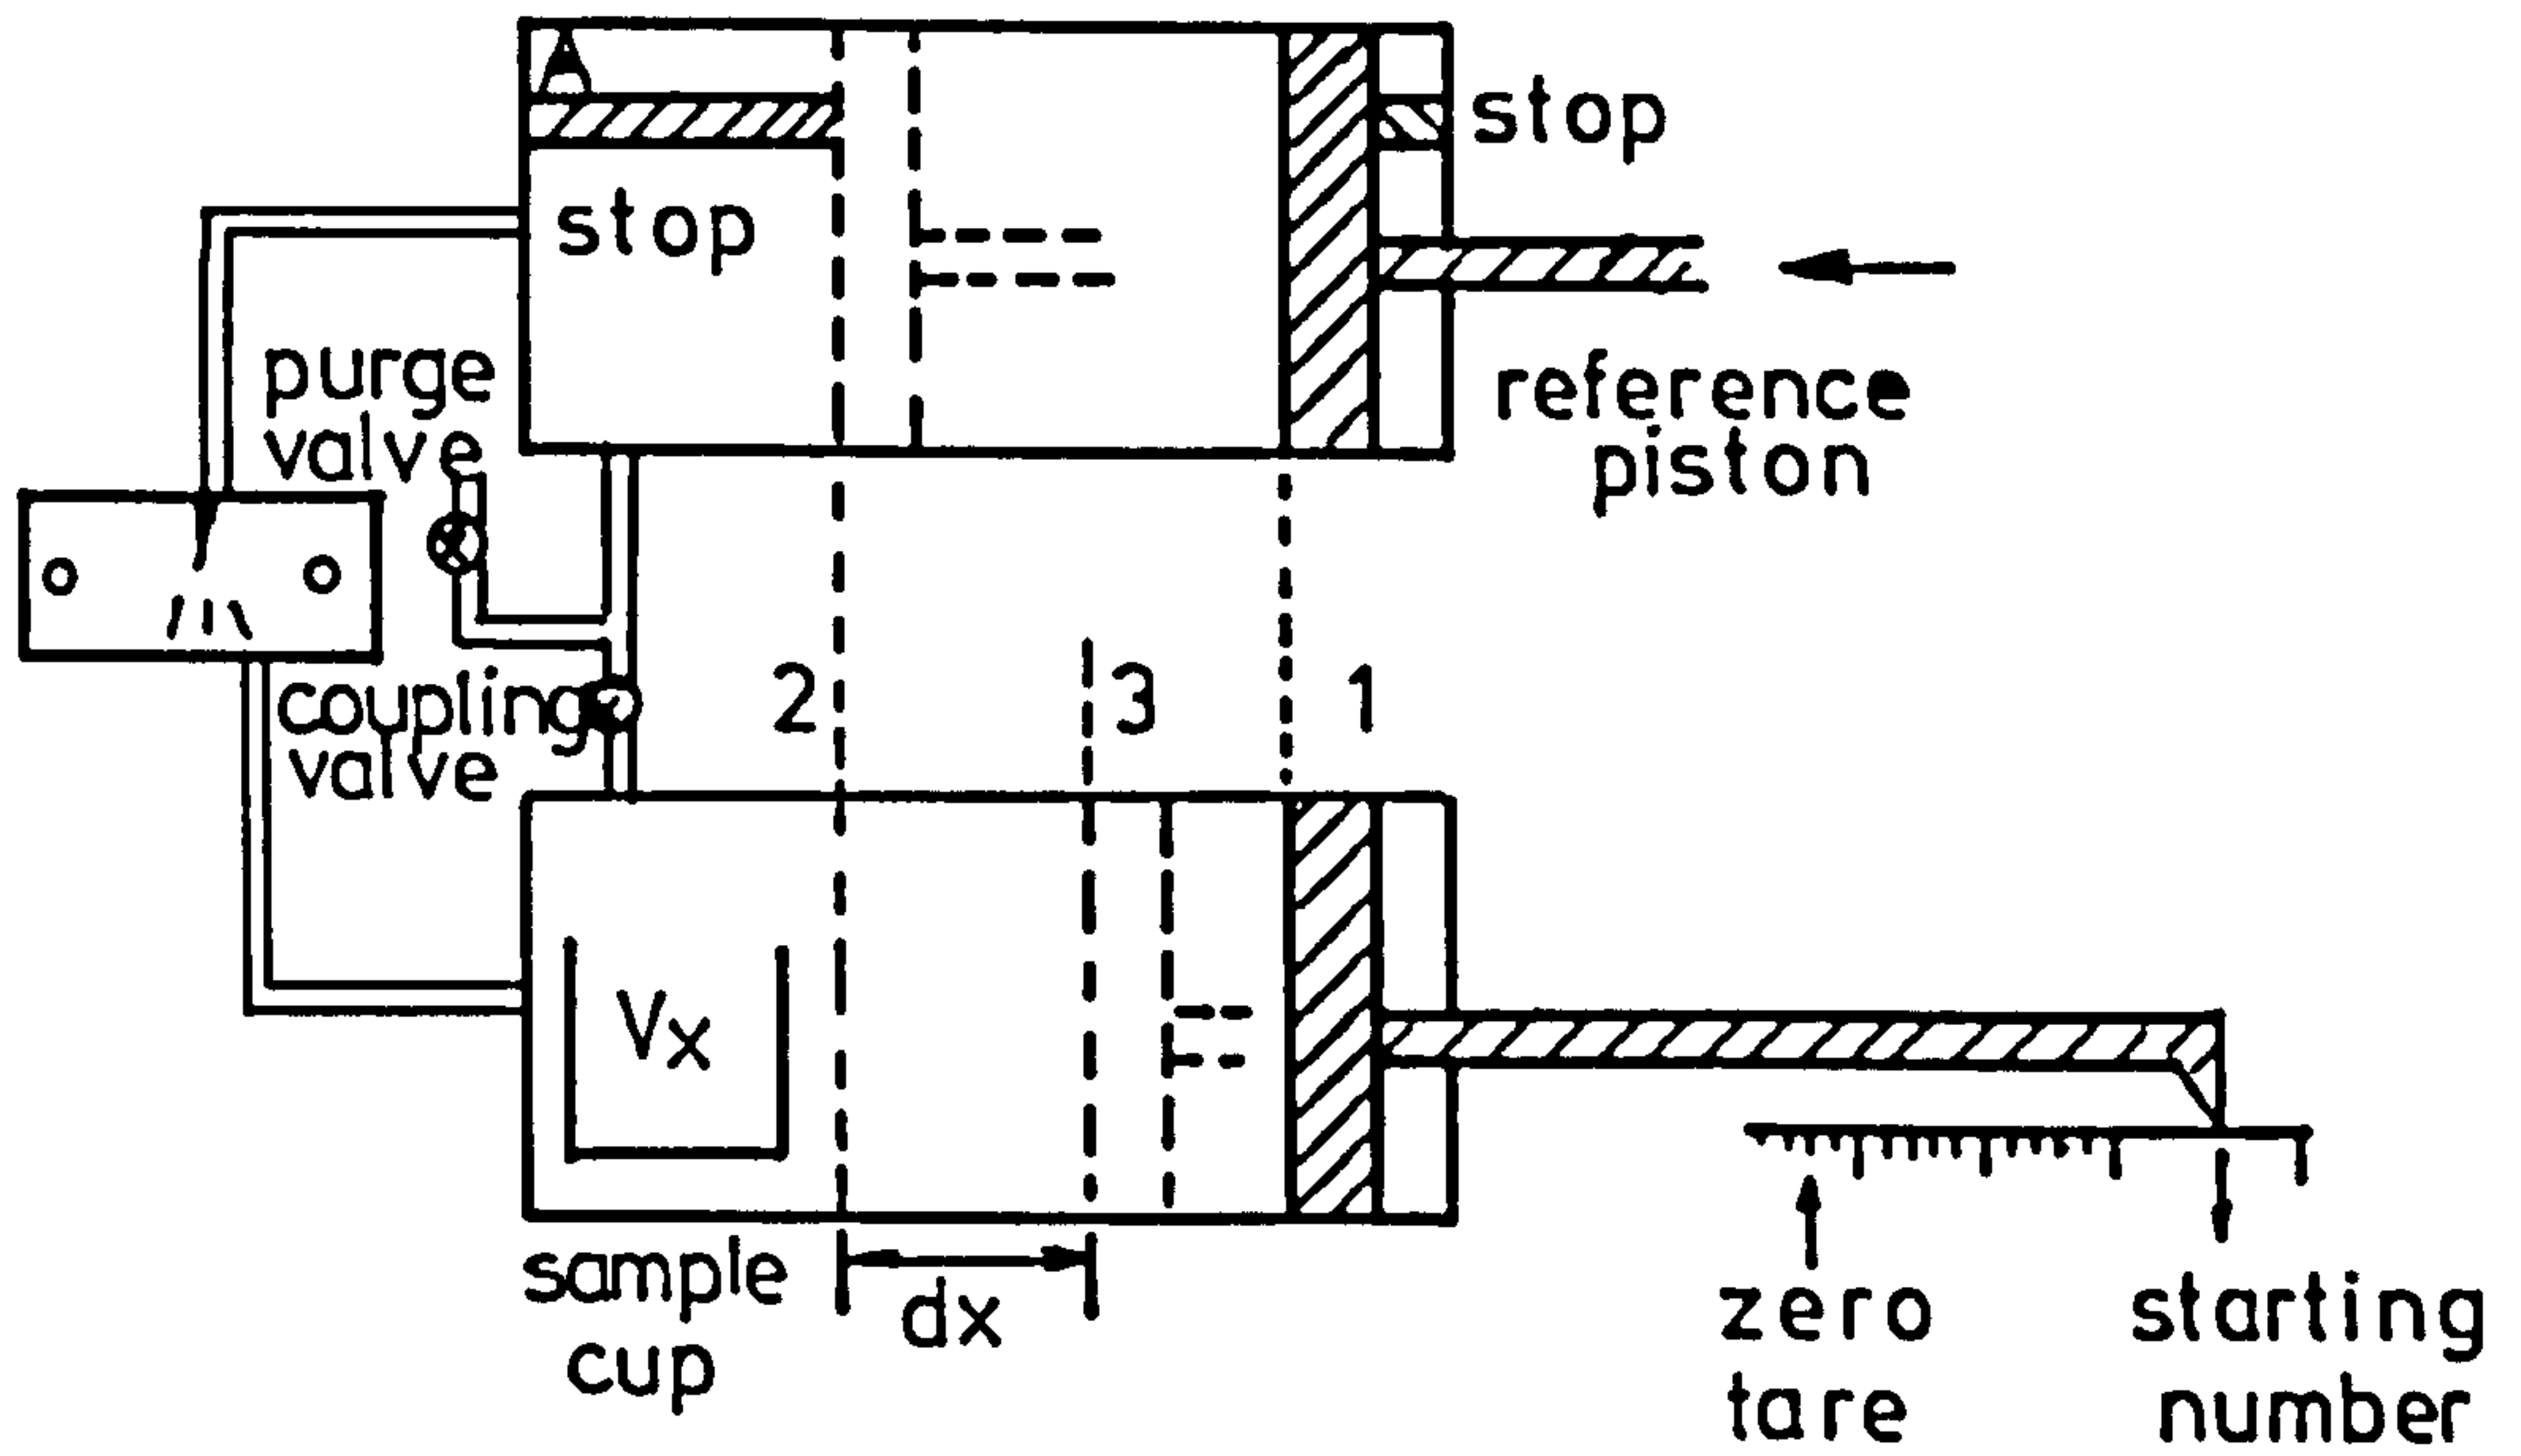 A
stop
stop
purge
valve
reference
piston
coupling
valve
2
3
1
Vx
sample
cup
dx
zero
tare
starting
number